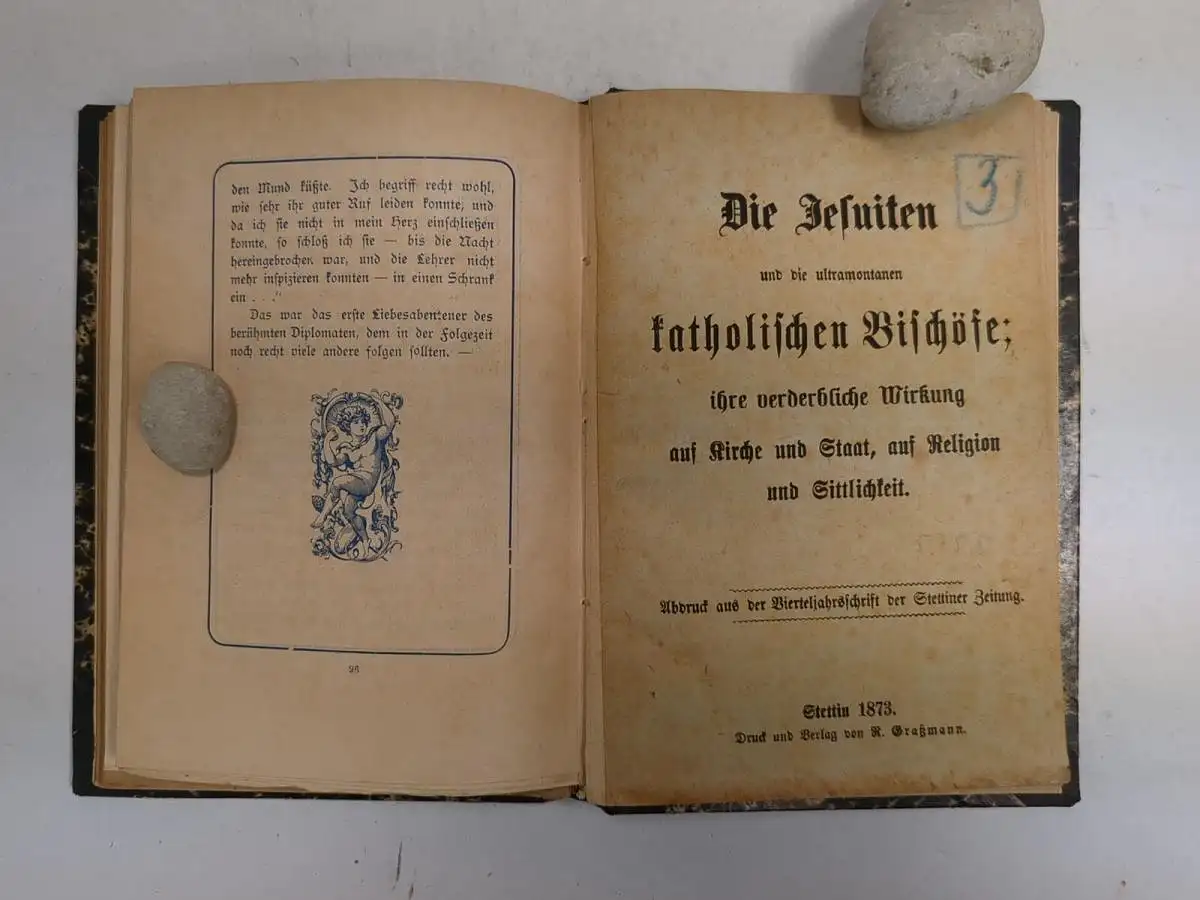 den Mund küßte. Ich begriff recht wohl,
wie sehr ihr guter Ruf leiden konnte, und
da ich sie nicht in mein Herz einschließen
konnte, so schloß ich sie — bis die Nacht
hereingebrochen war, und die Lehrer nicht
mehr inspizieren konnten — in einen Schrank
ein . . .“
Das war das erste Liebesabenteuer des
berühmten Diplomaten, dem in der Folgezeit
noch recht viele andere folgen sollten. —
96
3
Die Jesuiten
und die ultramontanen
katholischen Bischöfe;
ihre verderbliche Wirkung
auf Kirche und Staat, auf Religion
und Sittlichkeit.
Abdruck aus der Vierteljahrsschrift der Stettiner Zeitung.
Stettin 1873.
Druck und Verlag von R. Graßmann.